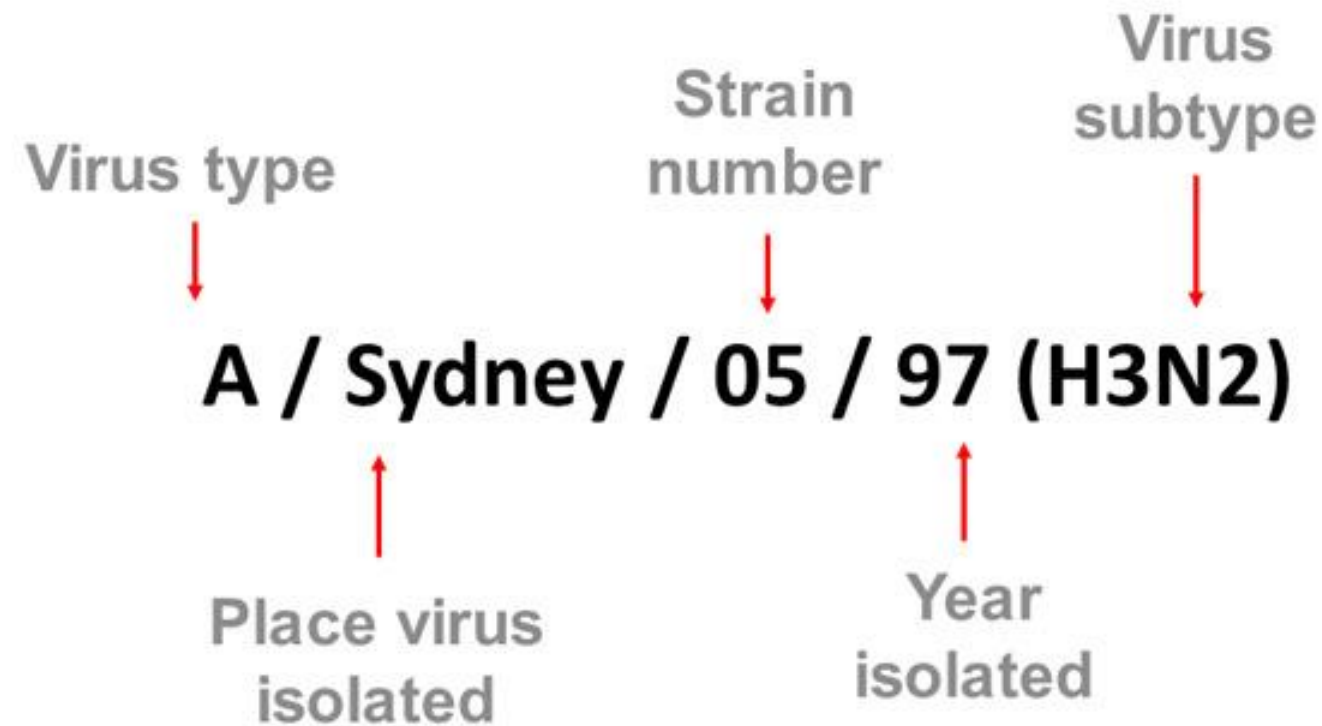 Virus
subtype
Strain
number
Virus type
A / Sydney / 05 / 97 (H3N2)
Place virus
isolated
Year
isolated